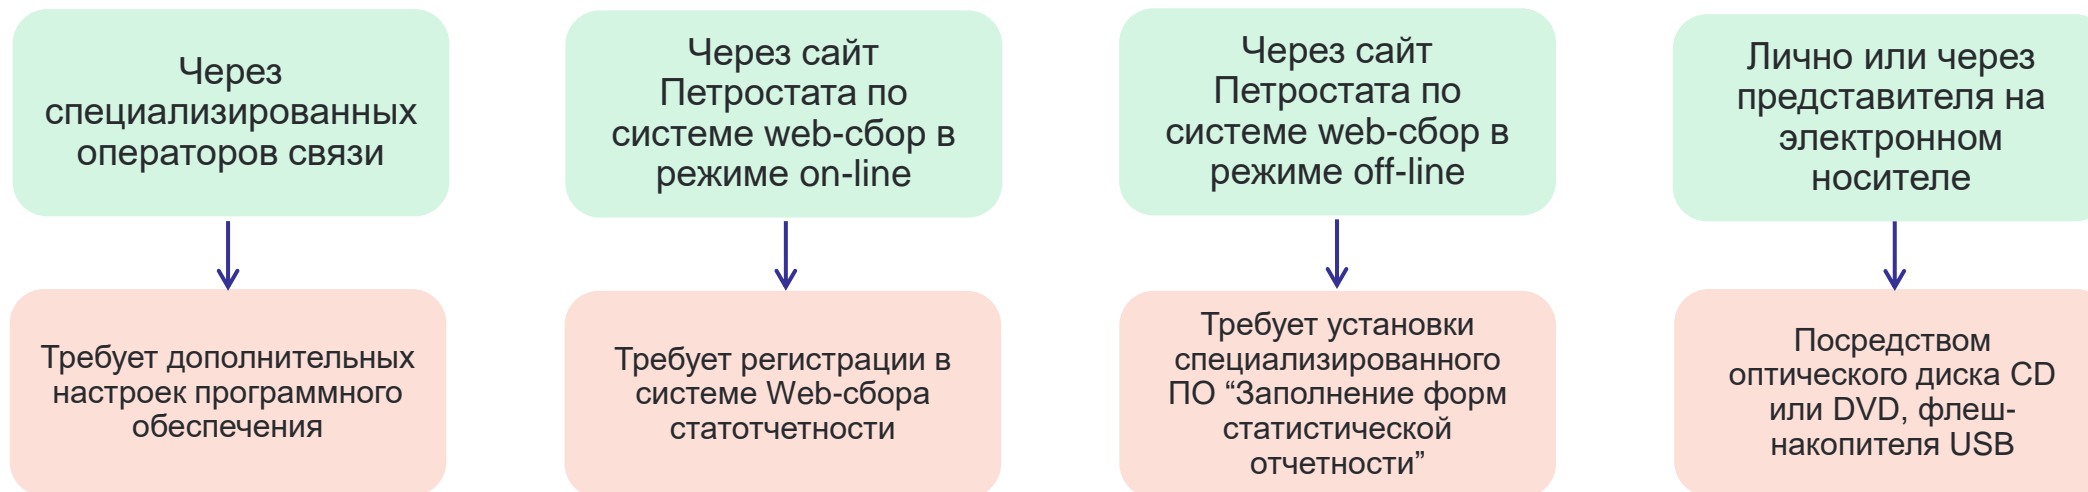 Через
специализированных
операторов связи
Через сайт
Петростата по
системе web-сбор в
режиме on-line
Через сайт
Петростата по
системе web-сбор в
режиме off-line
Лично или через
представителя на
электронном
носителе
Требует дополнительных
настроек программного
обеспечения
Требует регистрации в
системе Web-сбора
статотчетности
Требует установки
специализированного
ПО “Заполнение форм
статистической
отчетности”
Посредством
оптического диска CD
или DVD, флеш-
накопителя USB